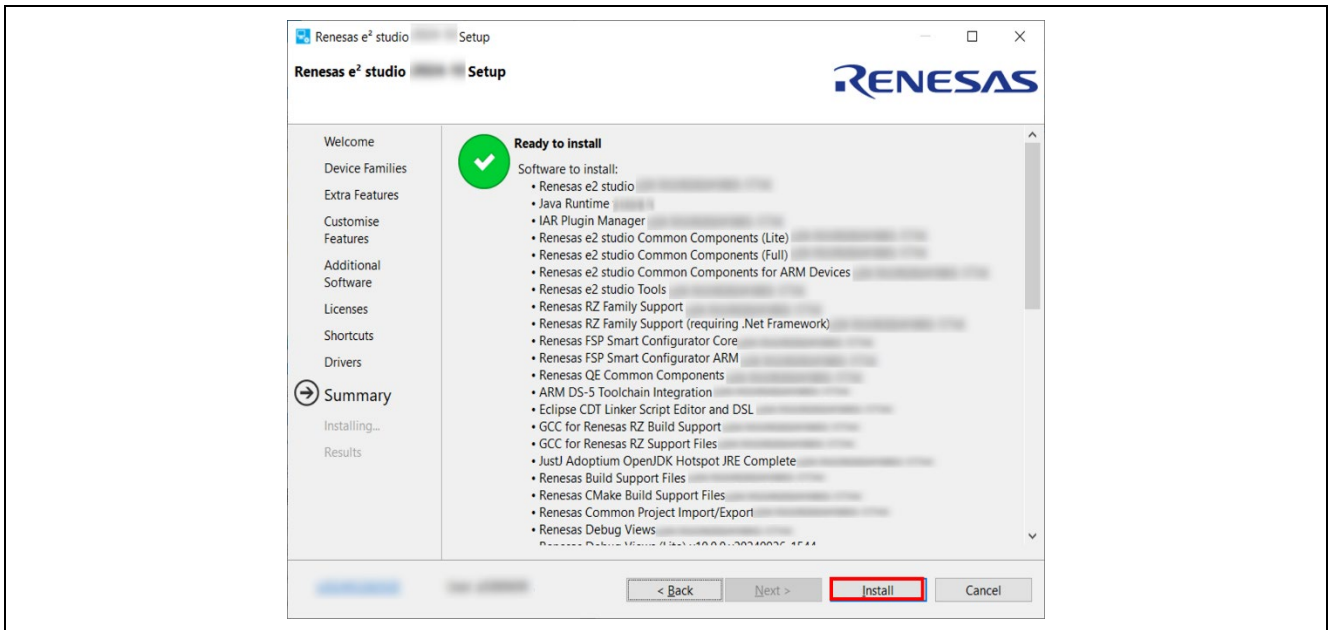 Renesas e² studio Setup
Renesas e² studio Setup
RENESAS
Welcome
Device Families
Extra Features
Customise
Features
Additional
Software
Licenses
Shortcuts
Drivers
Summary
Installing...
Results
Ready to install
Software to install:
• Renesas e2 studio
• Java Runtime
• IAR Plugin Manager
• Renesas e2 studio Common Components (Lite)
• Renesas e2 studio Common Components (Full)
• Renesas e2 studio Common Components for ARM Devices
• Renesas e2 studio Tools
• Renesas RZ Family Support
• Renesas RZ Family Support (requiring .Net Framework)
• Renesas FSP Smart Configurator Core
• Renesas FSP Smart Configurator ARM
• Renesas QE Common Components
• ARM DS-5 Toolchain Integration
• Eclipse CDT Linker Script Editor and DSL
• GCC for Renesas RZ Build Support
• GCC for Renesas RZ Support Files
• JustJ Adoptium OpenJDK Hotspot JRE Complete
• Renesas Build Support Files
• Renesas CMake Build Support Files
• Renesas Common Project Import/Export
• Renesas Debug Views
< Back Next > Install Cancel